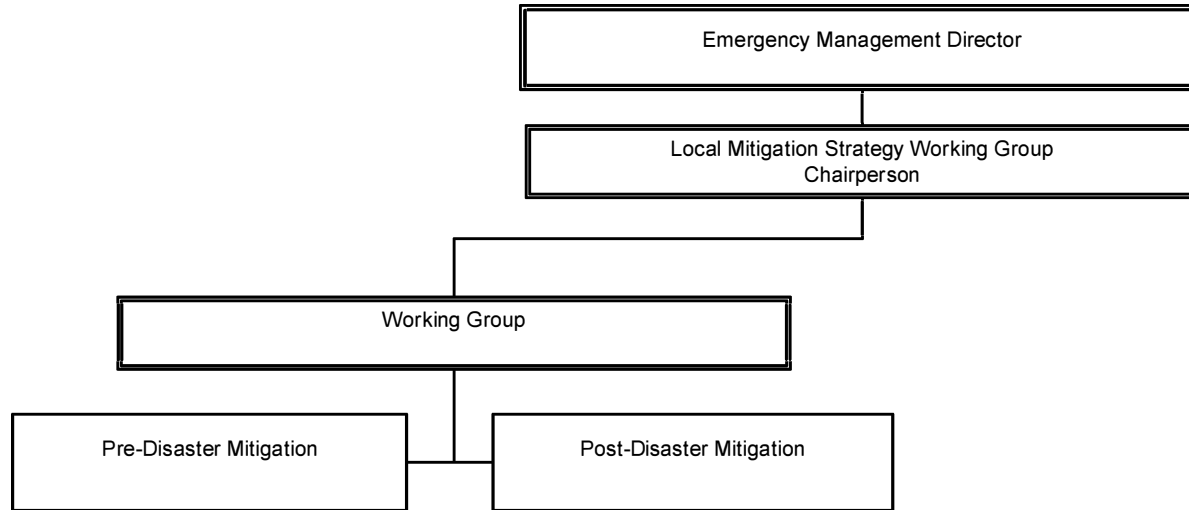 Emergency Management Director
Local Mitigation Strategy Working Group
Chairperson
Working Group
Pre-Disaster Mitigation
Post-Disaster Mitigation